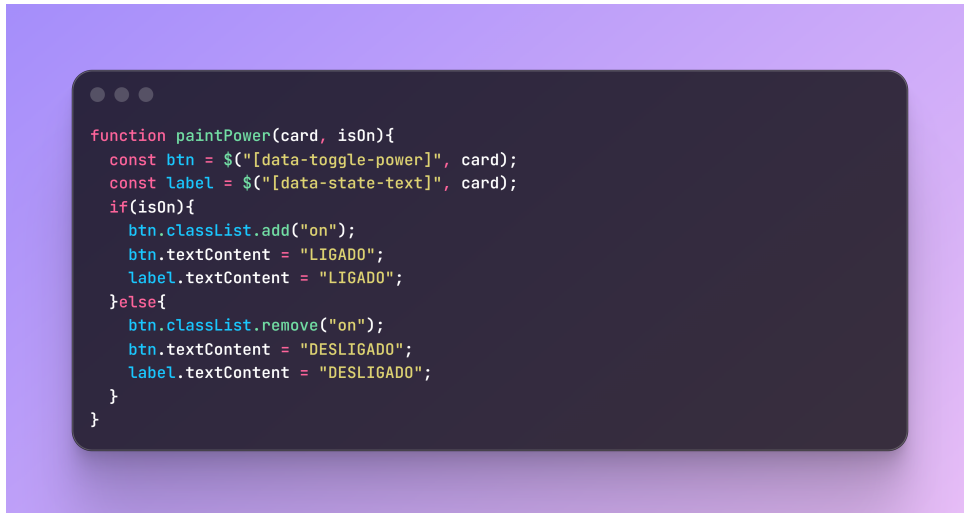 function paintPower(card, isOn){
  const btn = $("[data-toggle-power]", card);
  const label = $("[data-state-text]", card);
  if(isOn){
    btn.classList.add("on");
    btn.textContent = "LIGADO";
    label.textContent = "LIGADO";
  }else{
    btn.classList.remove("on");
    btn.textContent = "DESLIGADO";
    label.textContent = "DESLIGADO";
  }
}